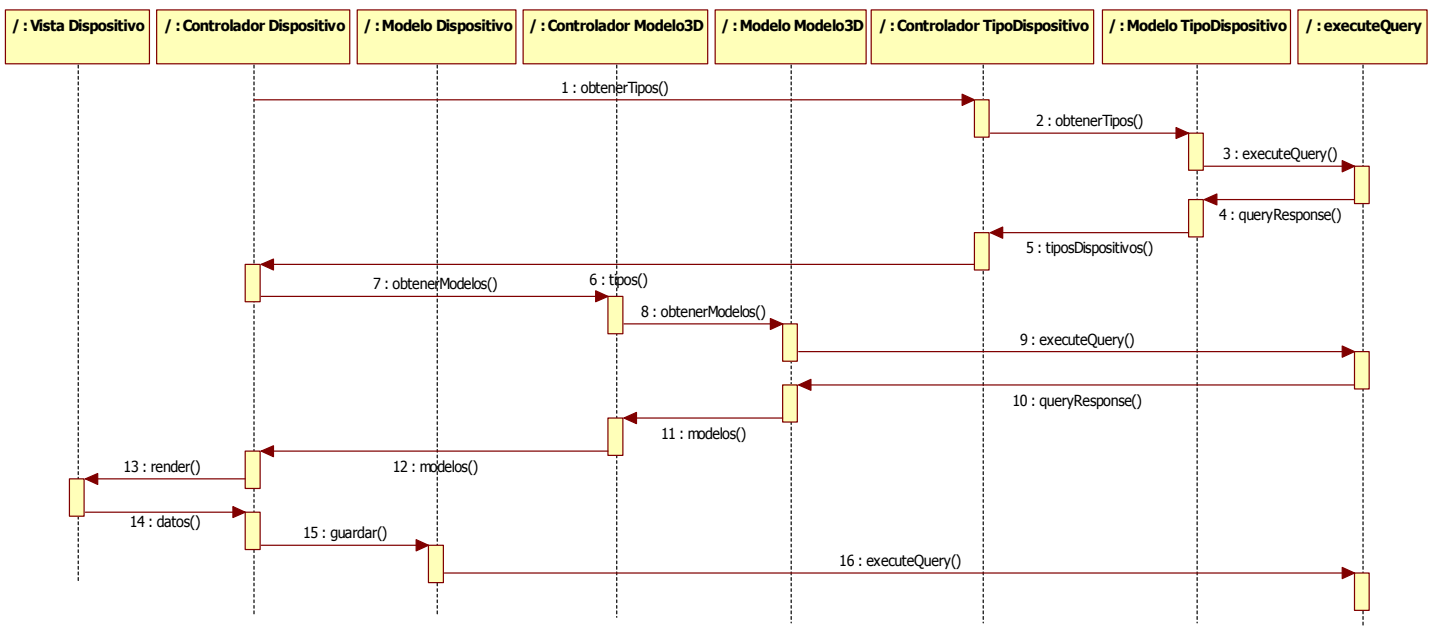 / : Vista Dispositivo
/ : Controlador Dispositivo
/ : Modelo Dispositivo
/ : Controlador Modelo3D
/ : Modelo Modelo3D
/ : Controlador TipoDispositivo
/ : Modelo TipoDispositivo
/ : executeQuery
1 : obtenerTipos()
2 : obtenerTipos()
3 : executeQuery()
4 : queryResponse()
5 : tiposDispositivos()
6 : tipos()
7 : obtenerModelos()
8 : obtenerModelos()
9 : executeQuery()
10 : queryResponse()
11 : modelos()
12 : modelos()
13 : render()
14 : datos()
15 : guardar()
16 : executeQuery()